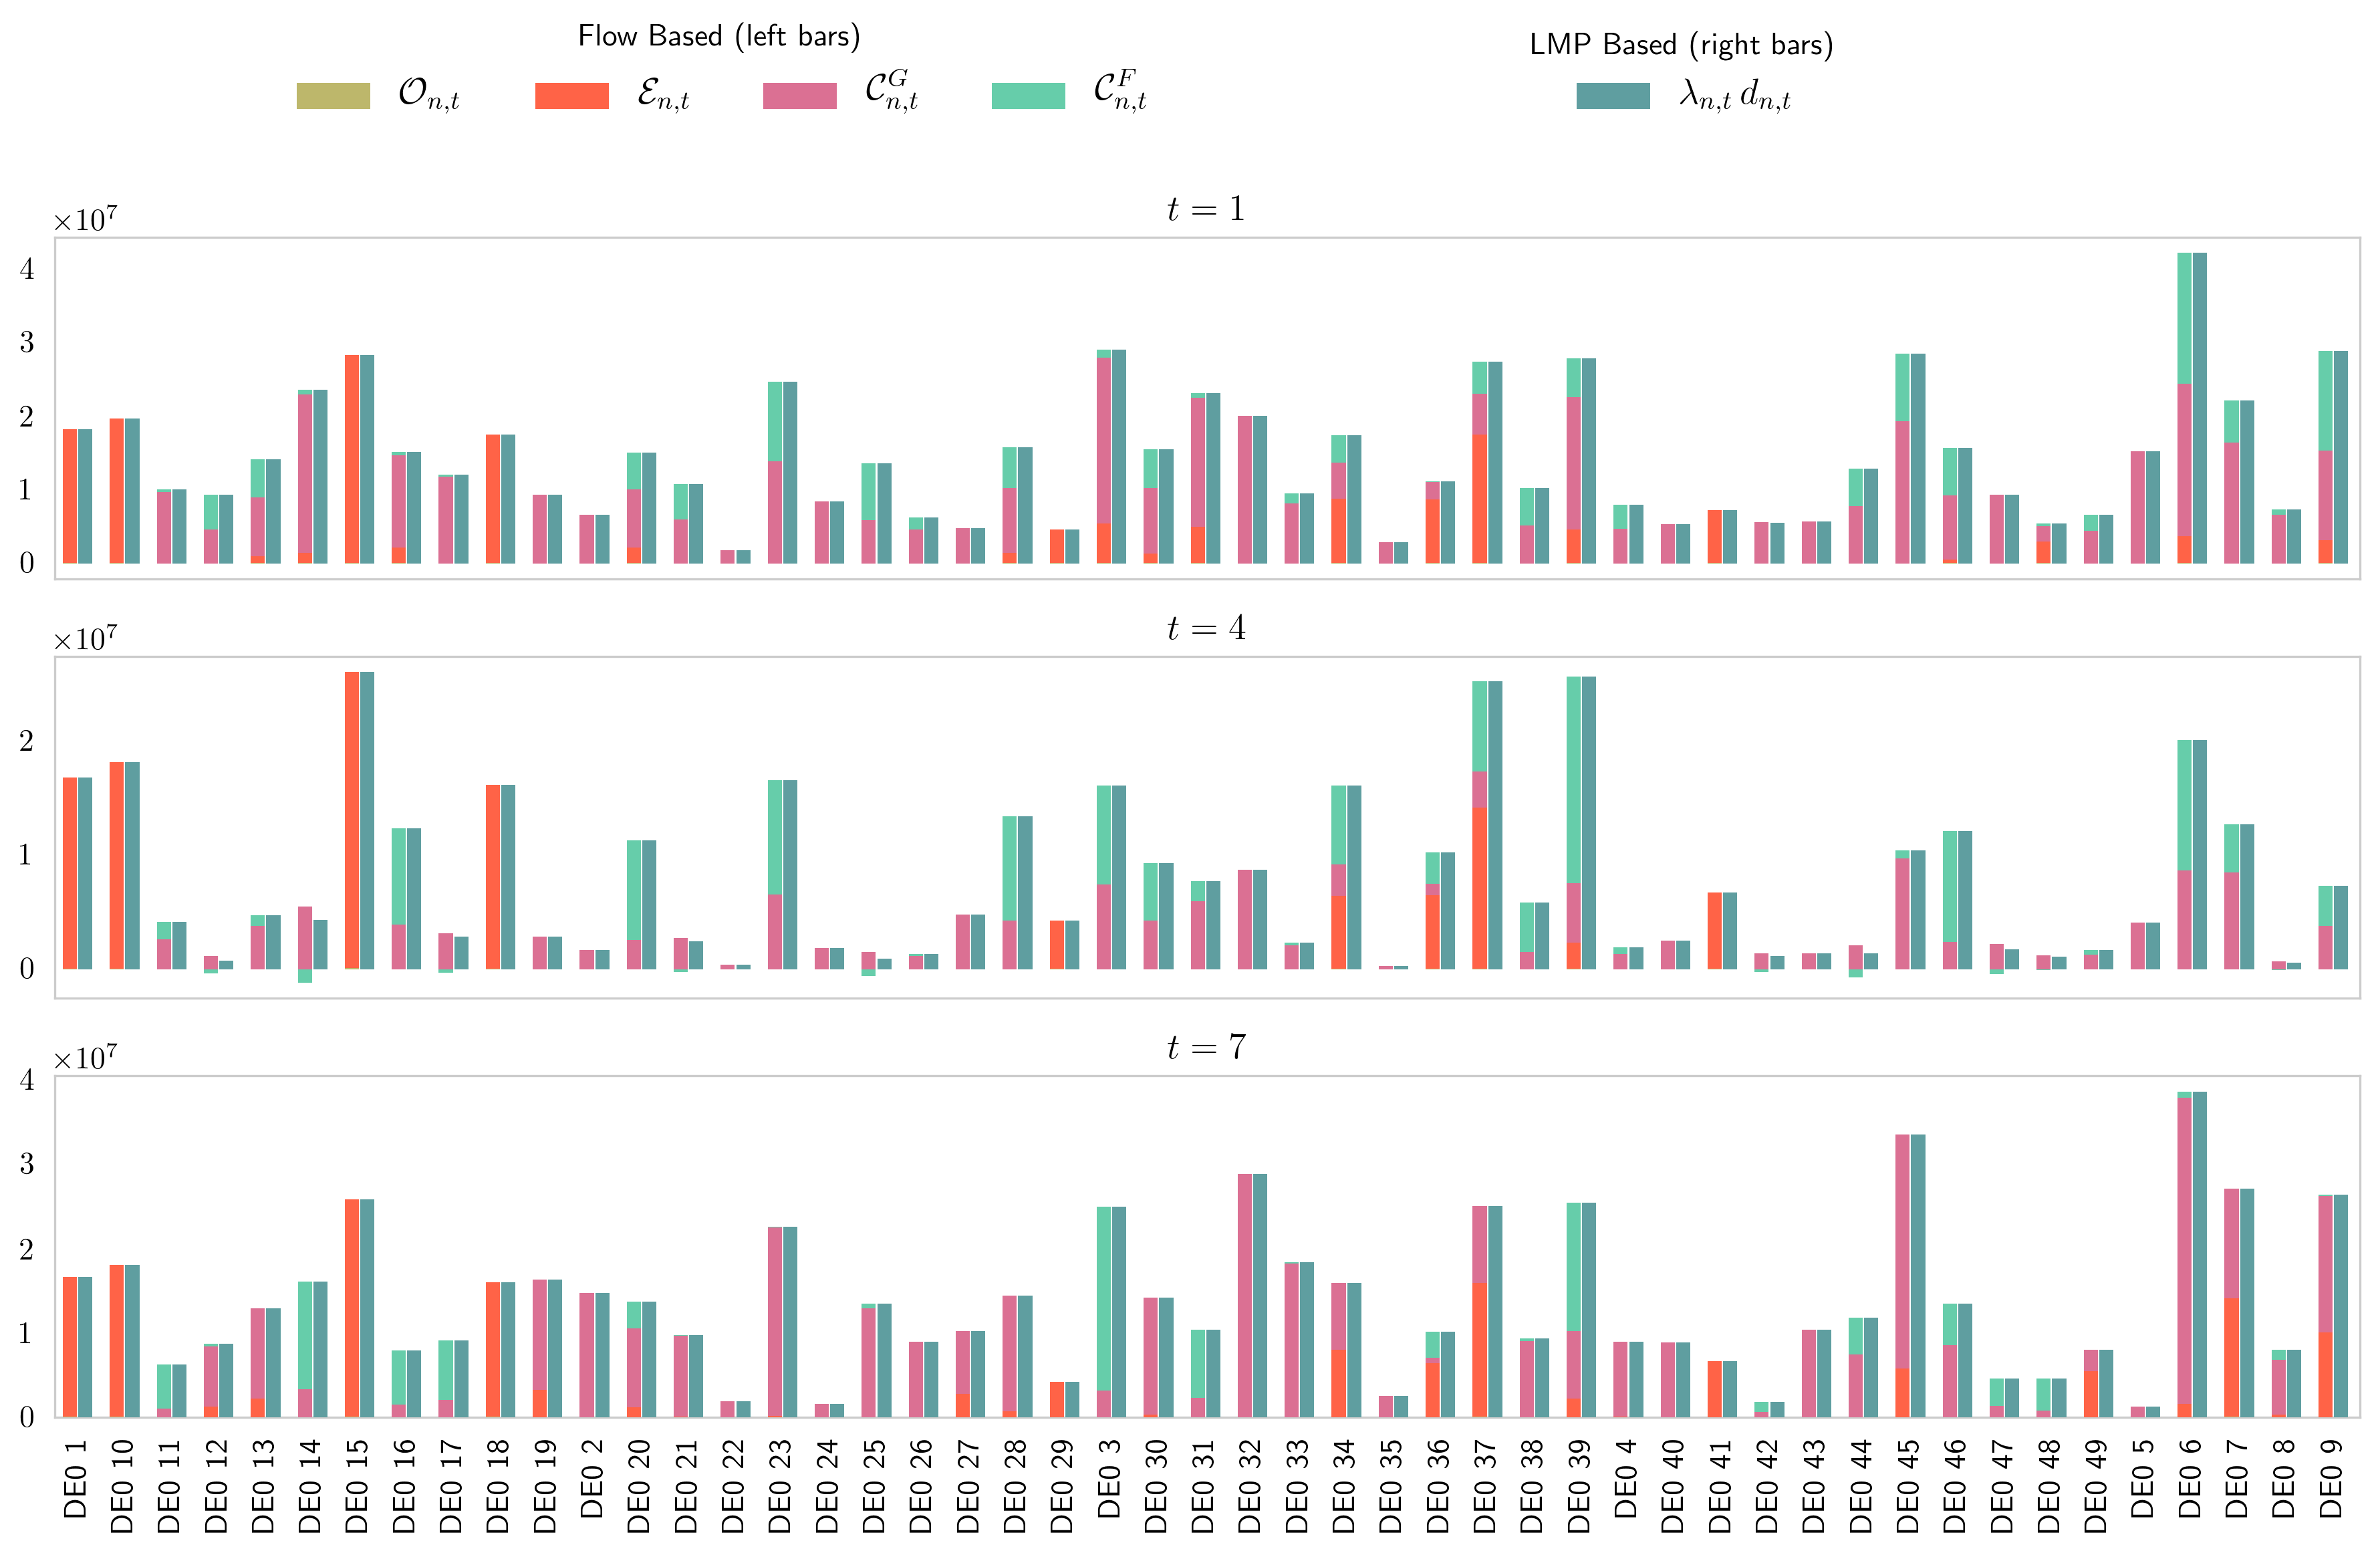 Flow Based (left bars)
LMP Based (right bars)
𝒪n,t
ℰn,t
𝒞^G n,t
𝒞^F n,t
λn,t dn,t
×10^7
t = 1
4
3
2
1
0
×10^7
t = 4
2
1
0
×10^7
t = 7
4
3
2
1
0
DE0 1
DE0 10
DE0 11
DE0 12
DE0 13
DE0 14
DE0 15
DE0 16
DE0 17
DE0 18
DE0 19
DE0 2
DE0 20
DE0 21
DE0 22
DE0 23
DE0 24
DE0 25
DE0 26
DE0 27
DE0 28
DE0 29
DE0 3
DE0 30
DE0 31
DE0 32
DE0 33
DE0 34
DE0 35
DE0 36
DE0 37
DE0 38
DE0 39
DE0 4
DE0 40
DE0 41
DE0 42
DE0 43
DE0 44
DE0 45
DE0 46
DE0 47
DE0 48
DE0 49
DE0 5
DE0 6
DE0 7
DE0 8
DE0 9